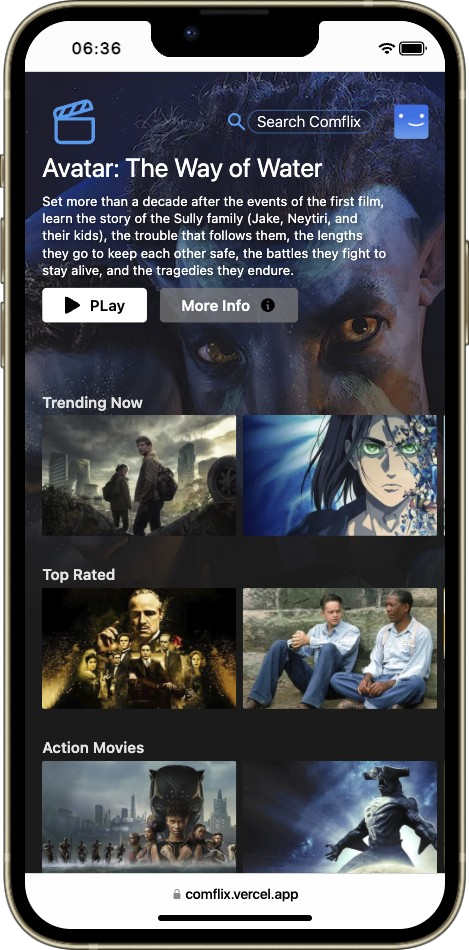 06:36
Search Comflix
Avatar: The Way of Water
Set more than a decade after the events of the first film,
learn the story of the Sully family (Jake, Neytiri, and
their kids), the trouble that follows them, the lengths
they go to keep each other safe, the battles they fight to
stay alive, and the tragedies they endure.
PLay
More Info
Trending Now
Top Rated
Action Movies
comflix.vercel.app